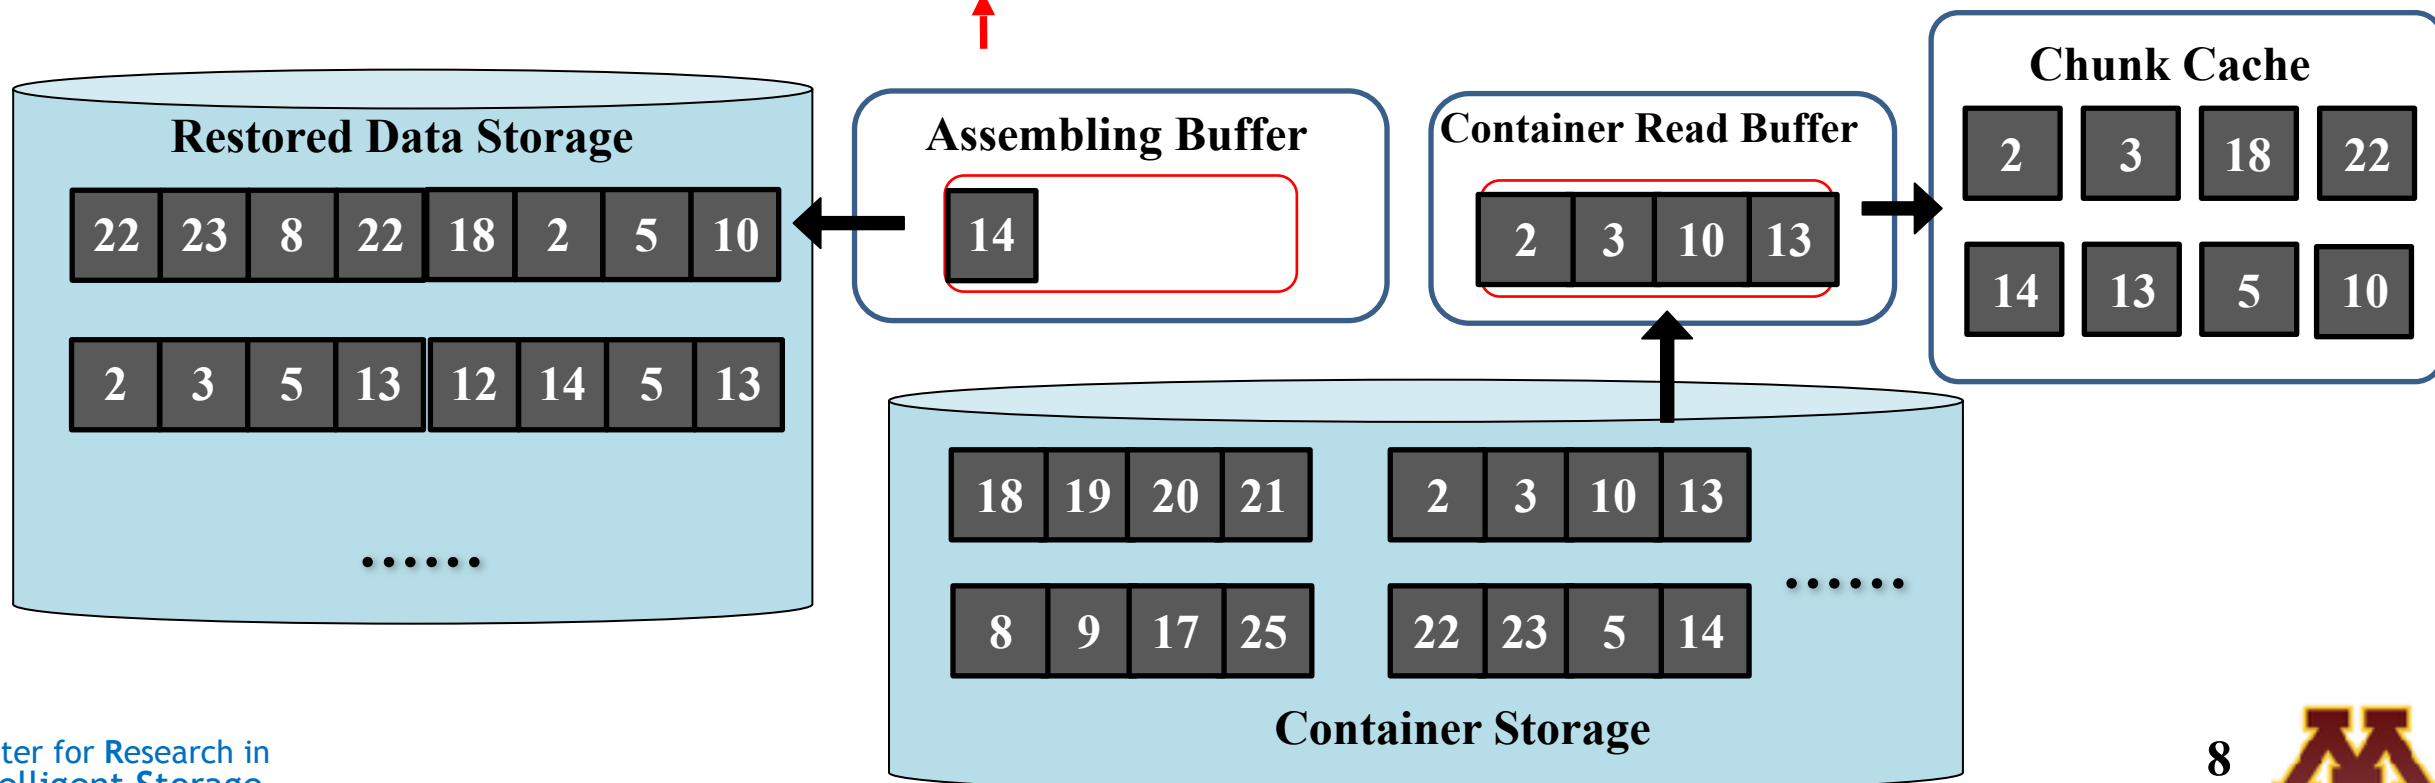 Restored Data Storage
22 23 8 22 18 2 5 10
2 3 5 13 12 14 5 13
......
Assembling Buffer
14
Container Read Buffer
2 3 10 13
Chunk Cache
2 3 18 22
14 13 5 10
18 19 20 21 2 3 10 13
8 9 17 25 22 23 5 14
......
Container Storage
ter for Research in
elligent Storage
8